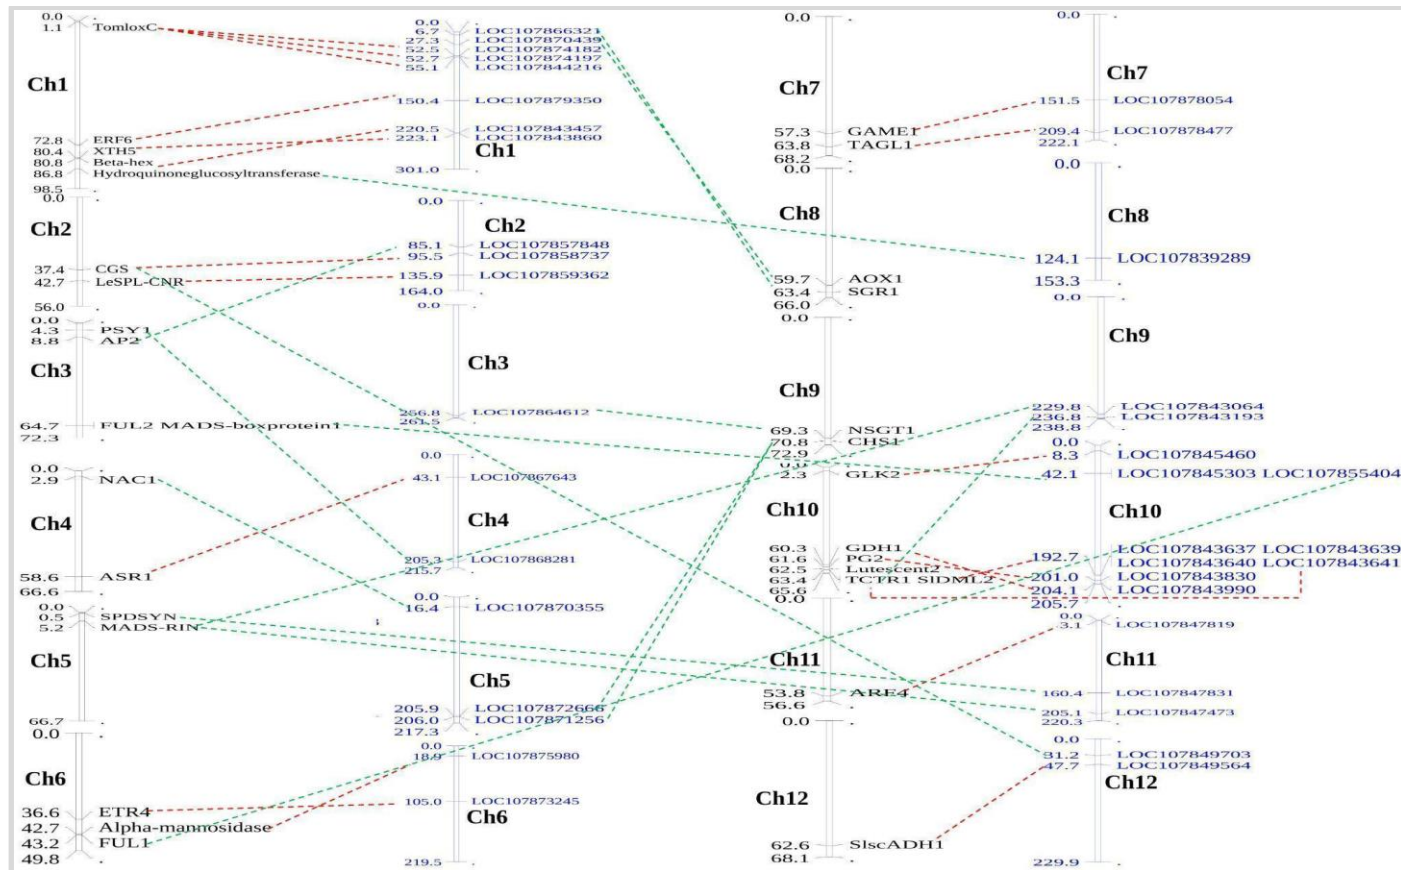 0.0 .
1.1 TomloxC
Ch1
72.8 ERF6
80.4 XTH5
80.8 Beta-hex
86.8 Hydroquinoneglucosyltransferase
98.5 .
0.0 .
Ch2
37.4 CGS
42.7 LeSPL-CNR
56.0 .
0.0 .
4.3 PSY1
8.8 AP2
Ch3
64.7 FUL2 MADS-boxprotein1
72.3 .
0.0 .
2.9 NAC1
Ch4
58.6 ASR1
66.6 .
0.0 .
0.5 SPDSYN
5.2 MADS-RIN
Ch5
66.7 .
0.0 .
Ch6
36.6 ETR4
42.7 Alpha-mannosidase
43.2 FUL1
49.8 .
0.0 .
6.7 LOC107866321
27.3 LOC107870439
52.5 LOC107874182
52.7 LOC107874197
55.1 LOC107844216
150.4 LOC107879350
220.5 LOC107843457
223.1 LOC107843860
Ch1
301.0 .
0.0 .
Ch2
85.1 LOC107857848
95.5 LOC107858737
135.9 LOC107859362
164.0 .
0.0 .
Ch3
256.8 LOC107864612
261.5 .
0.0 .
43.1 LOC107867643
Ch4
205.3 LOC107868281
215.7 .
0.0 .
16.4 LOC107870355
Ch5
205.9 LOC107872666
206.0 LOC107871256
217.3 .
0.0 .
18.9 LOC107875980
105.0 LOC107873245
Ch6
219.5 .
0.0 .
Ch7
57.3 GAME1
63.8 TAGL1
68.2 .
0.0 .
Ch8
59.7 AOX1
63.4 SGR1
66.0 .
0.0 .
Ch9
69.3 NSGT1
70.8 CHS1
72.9 .
0.0 .
2.3 GLK2
Ch10
60.3 GDH1
61.6 PG2
62.5 Lutescent2
63.4 TCTR1 SlDML2
65.6 .
0.0 .
Ch11
53.8 ARF4
56.6 .
0.0 .
Ch12
62.6 SlscADH1
68.1 .
0.0 .
Ch7
151.5 LOC107878054
209.4 LOC107878477
222.1 .
0.0 .
Ch8
124.1 LOC107839289
153.3 .
0.0 .
Ch9
229.8 LOC107843064
236.8 LOC107843193
238.8 .
0.0 .
8.3 LOC107845460
42.1 LOC107845303 LOC107855404
Ch10
192.7 LOC107843637 LOC107843639
LOC107843640 LOC107843641
201.0 LOC107843830
204.1 LOC107843990
205.7 .
0.0 .
3.1 LOC107847819
Ch11
160.4 LOC107847831
205.1 LOC107847473
220.3 .
0.0 .
31.2 LOC107849703
47.7 LOC107849564
Ch12
229.9 .